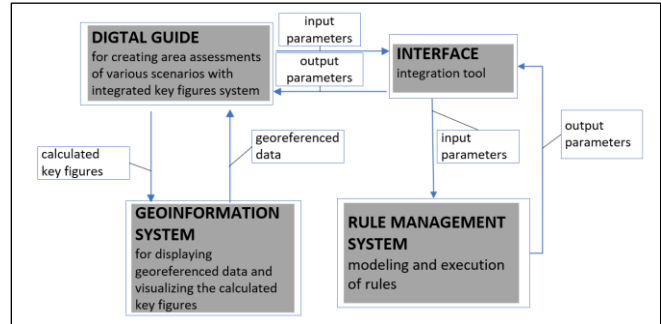 DIGTAL GUIDE
for creating area assessments
of various scenarios with
integrated key figures system
input
parameters
output
parameters
INTERFACE
integration tool
calculated
key figures
georeferenced
data
input
parameters
output
parameters
GEOINFORMATION
SYSTEM
for displaying
georeferenced data and
visualizing the calculated
key figures
RULE MANAGEMENT
SYSTEM
modeling and execution
of rules